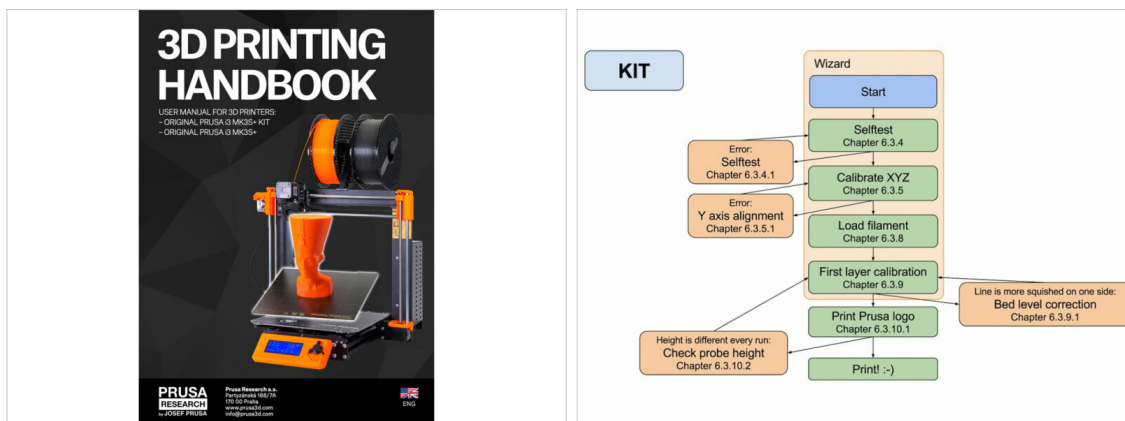 3D PRINTING
HANDBOOK
USER MANUAL FOR 3D PRINTERS:
- ORIGINAL PRUSA i3 MK3S+ KIT
- ORIGINAL PRUSA i3 MK3S+
PRUSA
RESEARCH
by JOSEF PRUSA
Prusa Research a.s.
Partyzánská 188/7A
170 00 Praha
www.prusa3d.com
info@prusa3d.com
ENG
KIT
Wizard
Start
Selftest
Chapter 6.3.4
Error:
Selftest
Chapter 6.3.4.1
Calibrate XYZ
Chapter 6.3.5
Error:
Y axis alignment
Chapter 6.3.5.1
Load filament
Chapter 6.3.8
First layer calibration
Chapter 6.3.9
Line is more squished on one side:
Bed level correction
Chapter 6.3.9.1
Print Prusa logo
Chapter 6.3.10.1
Height is different every run:
Check probe height
Chapter 6.3.10.2
Print! :-)